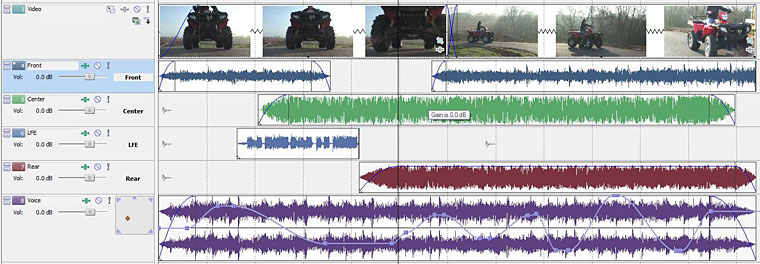 Video
Front
Vol: 0.0 dB Front
Center
Vol: 0.0 dB Center
Gain is 0.0 dB
LFE
Vol: 0.0 dB LFE
Rear
Vol: 0.0 dB Rear
Voice
Vol: 0.0 dB